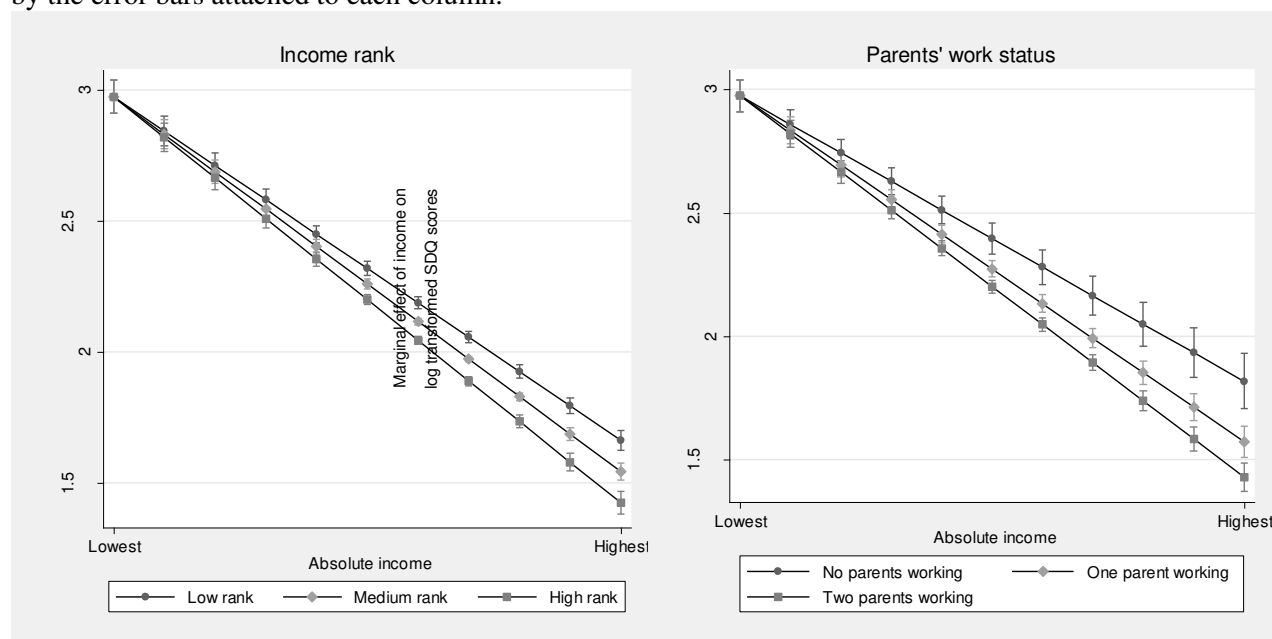 by the error bars attached to each column.
Income rank
3
2.5
2
1.5
Marginal effect of income on
log transformed SDQ scores
Lowest
Highest
Absolute income
Low rank
Medium rank
High rank
Parents' work status
3
2.5
2
1.5
Lowest
Highest
Absolute income
No parents working
One parent working
Two parents working